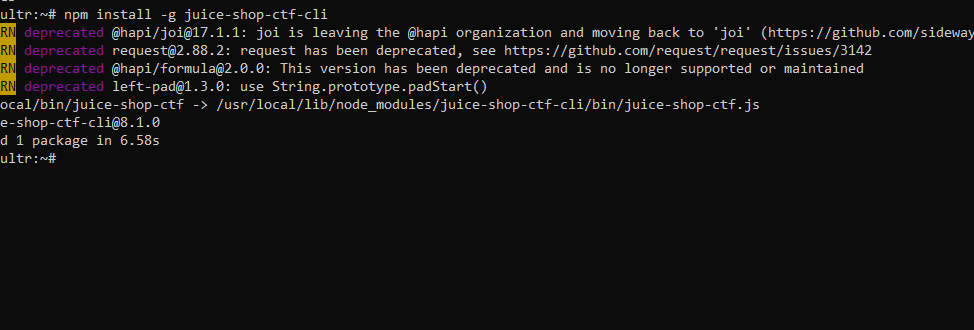 ultr:~# npm install -g juice-shop-ctf-cli
RN deprecated @hapi/joi@17.1.1: joi is leaving the @hapi organization and moving back to 'joi' (https://github.com/sideway
RN deprecated request@2.88.2: request has been deprecated, see https://github.com/request/request/issues/3142
RN deprecated @hapi/formula@2.0.0: This version has been deprecated and is no longer supported or maintained
RN deprecated left-pad@1.3.0: use String.prototype.padStart()
ocal/bin/juice-shop-ctf -> /usr/local/lib/node_modules/juice-shop-ctf-cli/bin/juice-shop-ctf.js
e-shop-ctf-cli@8.1.0
d 1 package in 6.58s
ultr:~#